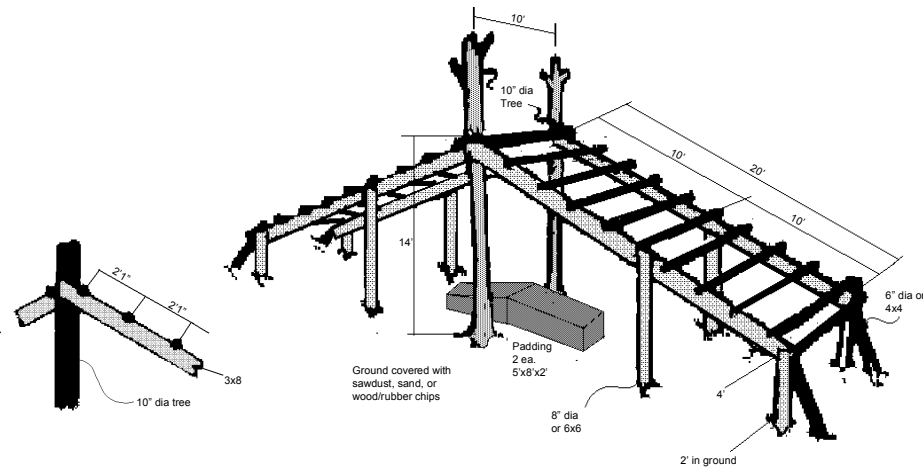 10'
10" dia
Tree
10'
20'
10'
14'
2'1"
2'1"
3x8
10" dia tree
Ground covered with
sawdust, sand, or
wood/rubber chips
Padding
2 ea.
5'x8'x2'
8" dia
or 6x6
6" dia or
4x4
4'
2' in ground